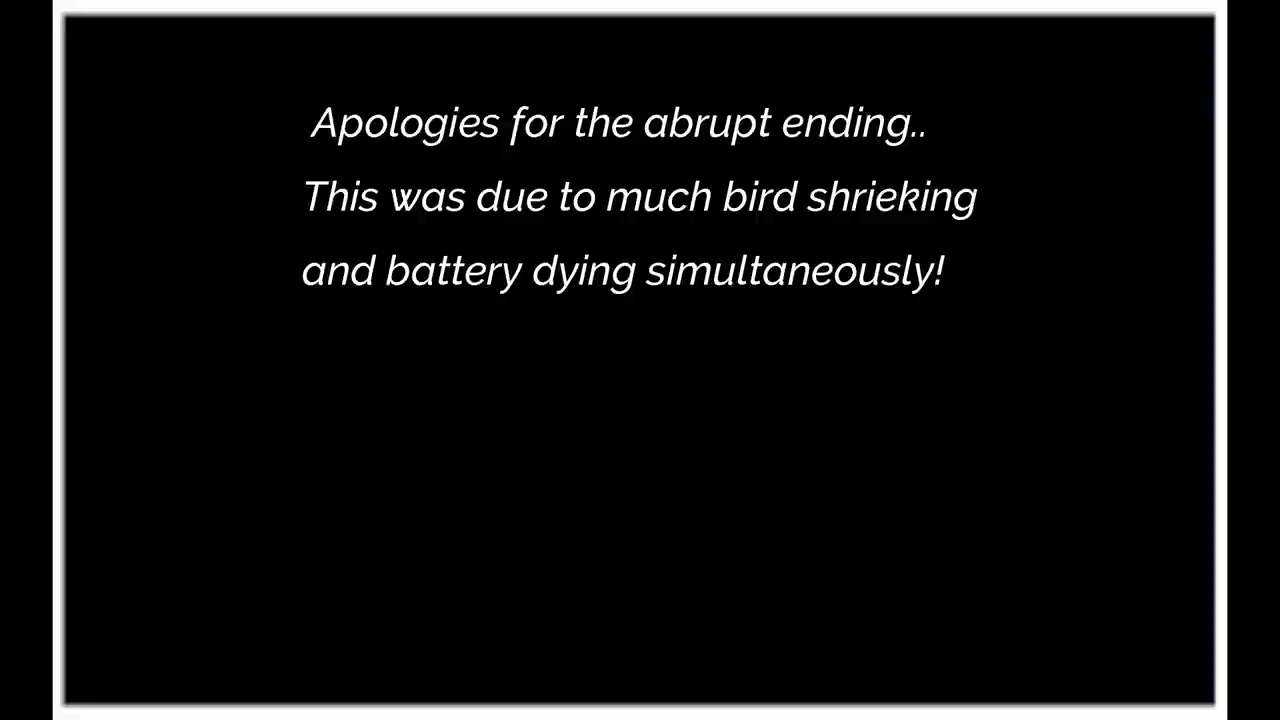 Apologies for the abrupt ending..
This was due to much bird shrieking
and battery dying simultaneously!